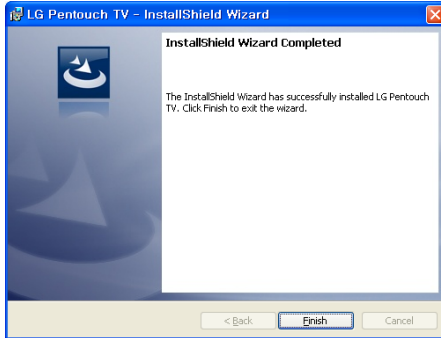 LG Pentouch TV - InstallShield Wizard
InstallShield Wizard Completed
The InstallShield Wizard has successfully installed LG Pentouch
TV. Click Finish to exit the wizard.
< Back
Finish
Cancel